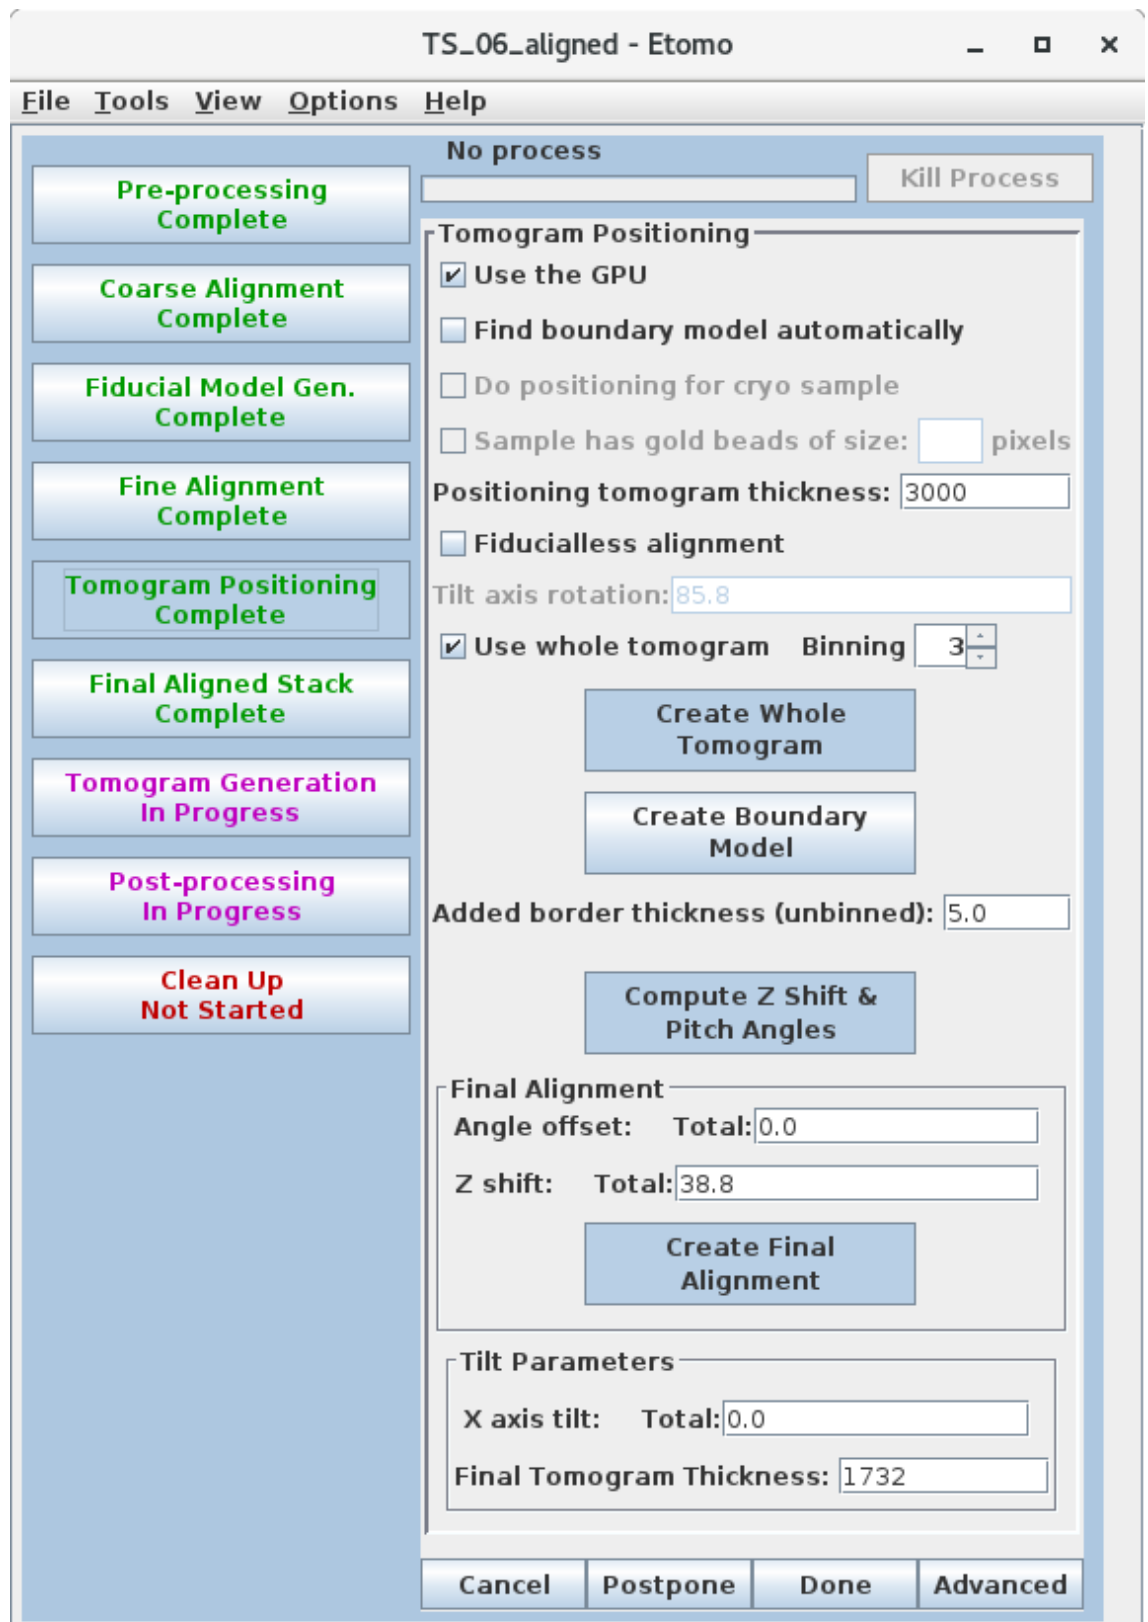 TS_06_aligned - Etomo
File Tools View Options Help
No process
Kill Process
Pre-processing
Complete
Coarse Alignment
Complete
Fiducial Model Gen.
Complete
Fine Alignment
Complete
Tomogram Positioning
Complete
Final Aligned Stack
Complete
Tomogram Generation
In Progress
Post-processing
In Progress
Clean Up
Not Started
Tomogram Positioning
Use the GPU
Find boundary model automatically
Do positioning for cryo sample
Sample has gold beads of size: pixels
Positioning tomogram thickness: 3000
Fiducialless alignment
Tilt axis rotation: 85.8
Use whole tomogram Binning 3
Create Whole
Tomogram
Create Boundary
Model
Added border thickness (unbinned): 5.0
Compute Z Shift &
Pitch Angles
Final Alignment
Angle offset: Total: 0.0
Z shift: Total: 38.8
Create Final
Alignment
Tilt Parameters
X axis tilt: Total: 0.0
Final Tomogram Thickness: 1732
Cancel Postpone Done Advanced